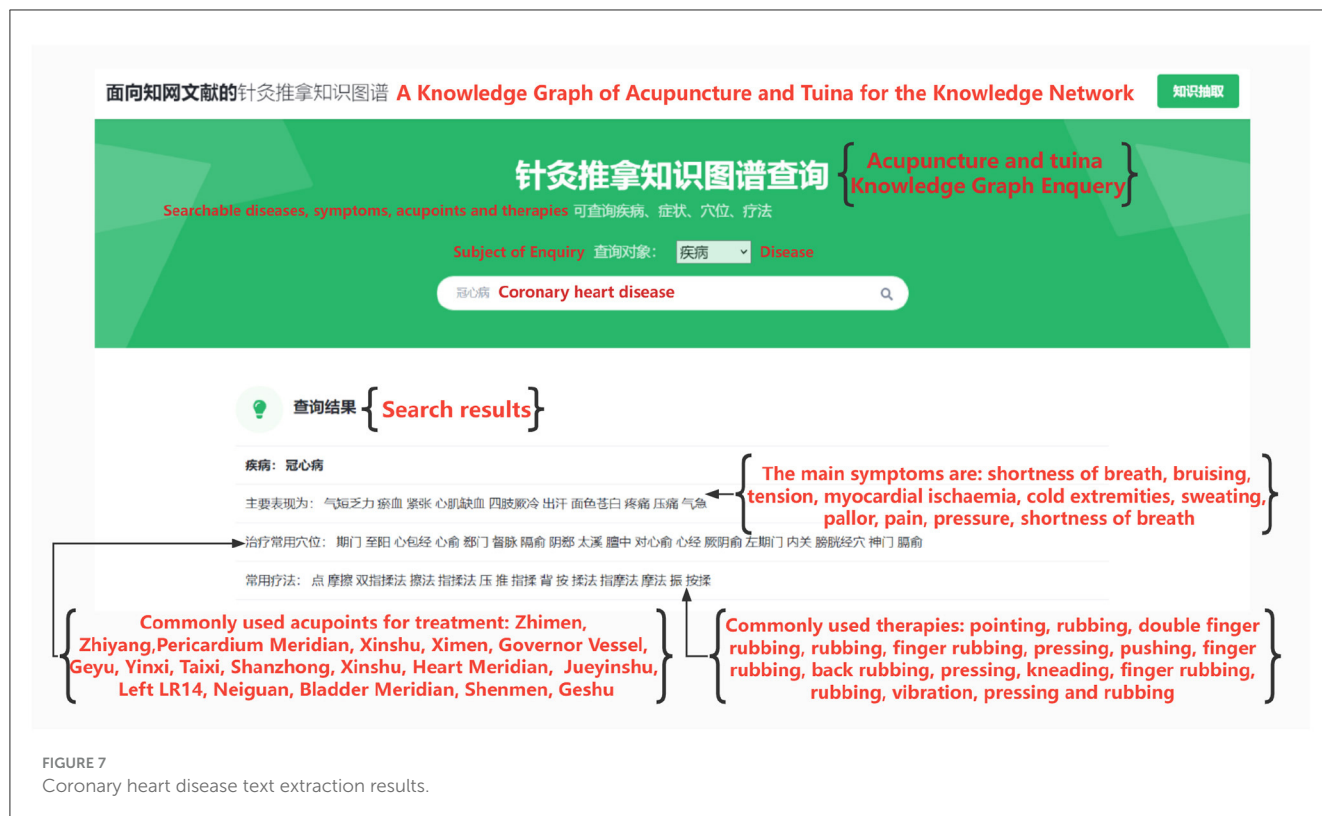 面向知网文献的针灸推拿知识图谱 A Knowledge Graph of Acupuncture and Tuina for the Knowledge Network 知识抽取
针灸推拿知识图谱查询
Acupuncture and tuina
Knowledge Graph Enquery
Searchable diseases, symptoms, acupoints and therapies 可查询疾病、症状、穴位、疗法
Subject of Enquiry 查询对象: 疾病 Disease
冠心病 Coronary heart disease
查询结果 Search results
疾病: 冠心病
主要表现为: 气短乏力 瘀血 紧张 心肌缺血 四肢厥冷 出汗 面色苍白 疼痛 压痛 气急
The main symptoms are: shortness of breath, bruising,
tension, myocardial ischaemia, cold extremities, sweating,
pallor, pain, pressure, shortness of breath
治疗常用穴位: 期门 至阳 心包经 心俞 郄门 督脉 隔俞 阴郄 太溪 膻中 对心俞 心经 厥阴俞 左期门 内关 膀胱经穴 神门 膈俞
常用疗法: 点 摩擦 双指揉法 擦法 指揉法 压 推 指揉 背 按 揉法 指摩法 摩法 振 按揉
Commonly used acupoints for treatment: Zhimen,
Zhiyang,Pericardium Meridian, Xinshu, Ximen, Governor Vessel,
Geyu, Yinxi, Taixi, Shanzhong, Xinshu, Heart Meridian, Jueyinshu,
Left LR14, Neiguan, Bladder Meridian, Shenmen, Geshu
Commonly used therapies: pointing, rubbing, double finger
rubbing, rubbing, finger rubbing, pressing, pushing, finger
rubbing, back rubbing, pressing, kneading, finger rubbing,
rubbing, vibration, pressing and rubbing
FIGURE 7
Coronary heart disease text extraction results.